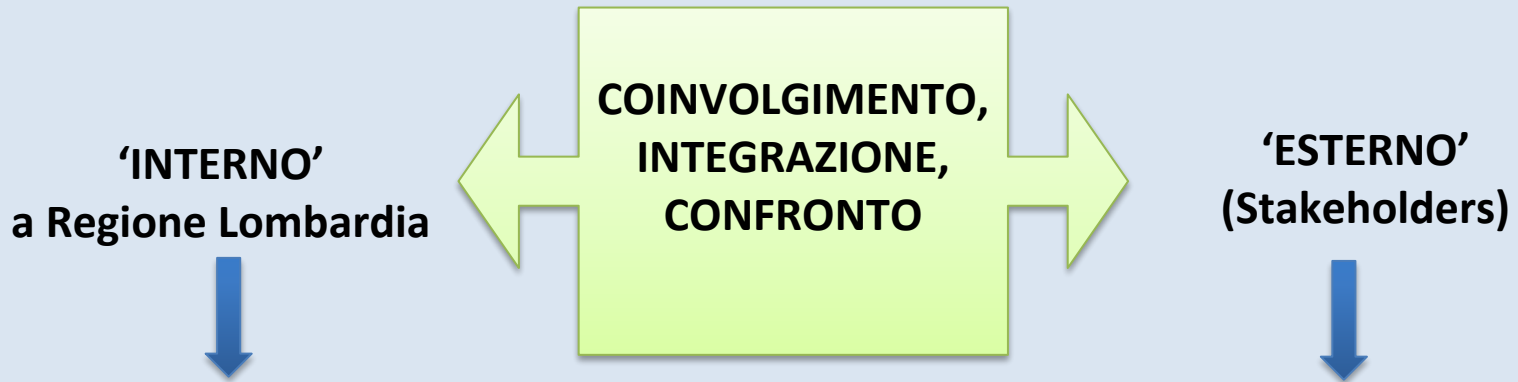 COINVOLGIMENTO,
INTEGRAZIONE,
CONFRONTO
‘INTERNO’
a Regione Lombardia
‘ESTERNO’
(Stakeholders)